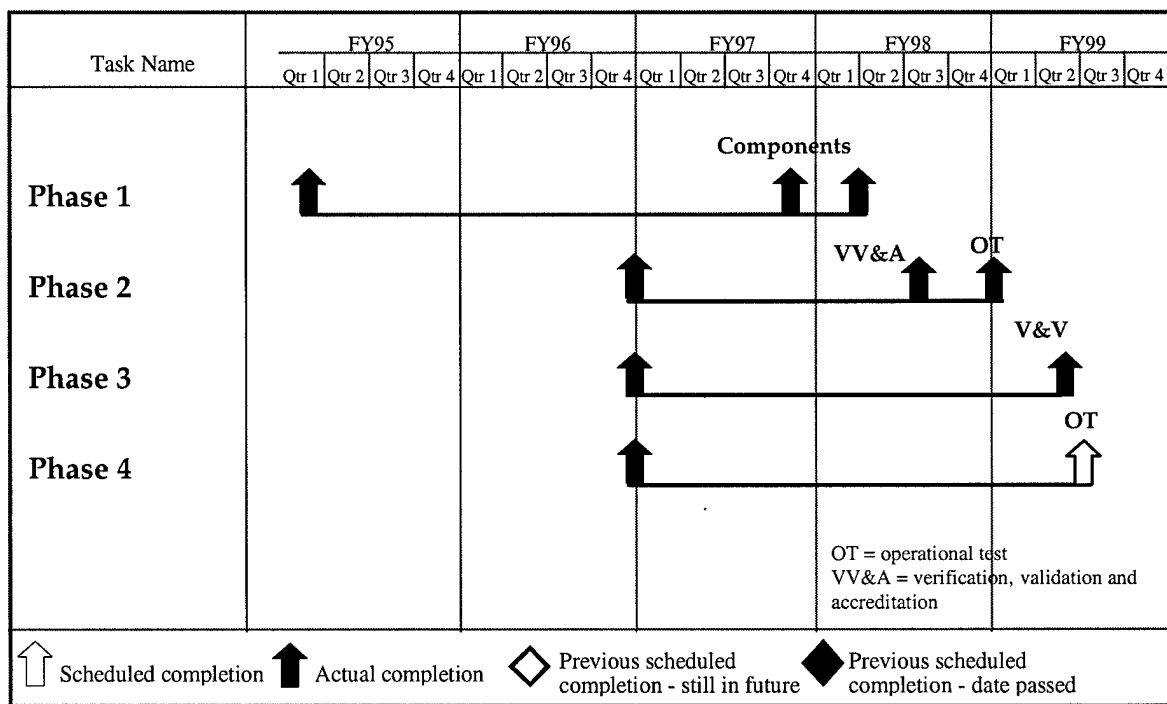 Task Name
FY95 FY96 FY97 FY98 FY99
Qtr 1 Qtr 2 Qtr 3 Qtr 4 Qtr 1 Qtr 2 Qtr 3 Qtr 4 Qtr 1 Qtr 2 Qtr 3 Qtr 4 Qtr 1 Qtr 2 Qtr 3 Qtr 4 Qtr 1 Qtr 2 Qtr 3 Qtr 4
Components
Phase 1
VV&A OT
Phase 2
V&V
Phase 3
OT
Phase 4
OT = operational test
VV&A = verification, validation and
accreditation
Scheduled completion
Actual completion
Previous scheduled
completion - still in future
Previous scheduled
completion - date passed